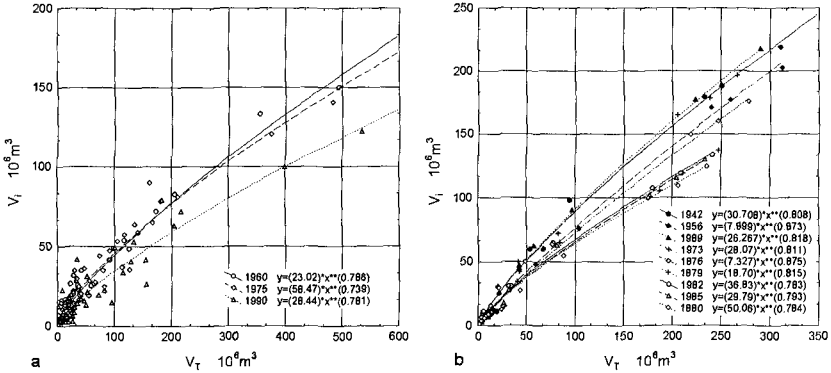 200
150
100
50
0
V_i 10^6 m^3
0 100 200 300 400 500 600
V_T 10^6 m^3
a
1960 y=(23.02)*x**(0.786)
1975 y=(58.47)*x**(0.739)
1990 y=(28.44)*x**(0.781)
250
200
150
100
50
0
V_i 10^6 m^3
0 50 100 150 200 250 300 350
V_T 10^6 m^3
b
1942 y=(30.708)*x**(0.808)
1956 y=(7.699)*x**(0.873)
y=(26.267)*x**(0.818)
1973 y=(28.07)*x**(0.811)
1876 y=(7.327)*x**(0.875)
1879 y=(18.70)*x**(0.815)
1982 y=(36.83)*x**(0.783)
1985 y=(29.79)*x**(0.793)
1880 y=(50.06)*x**(0.784)